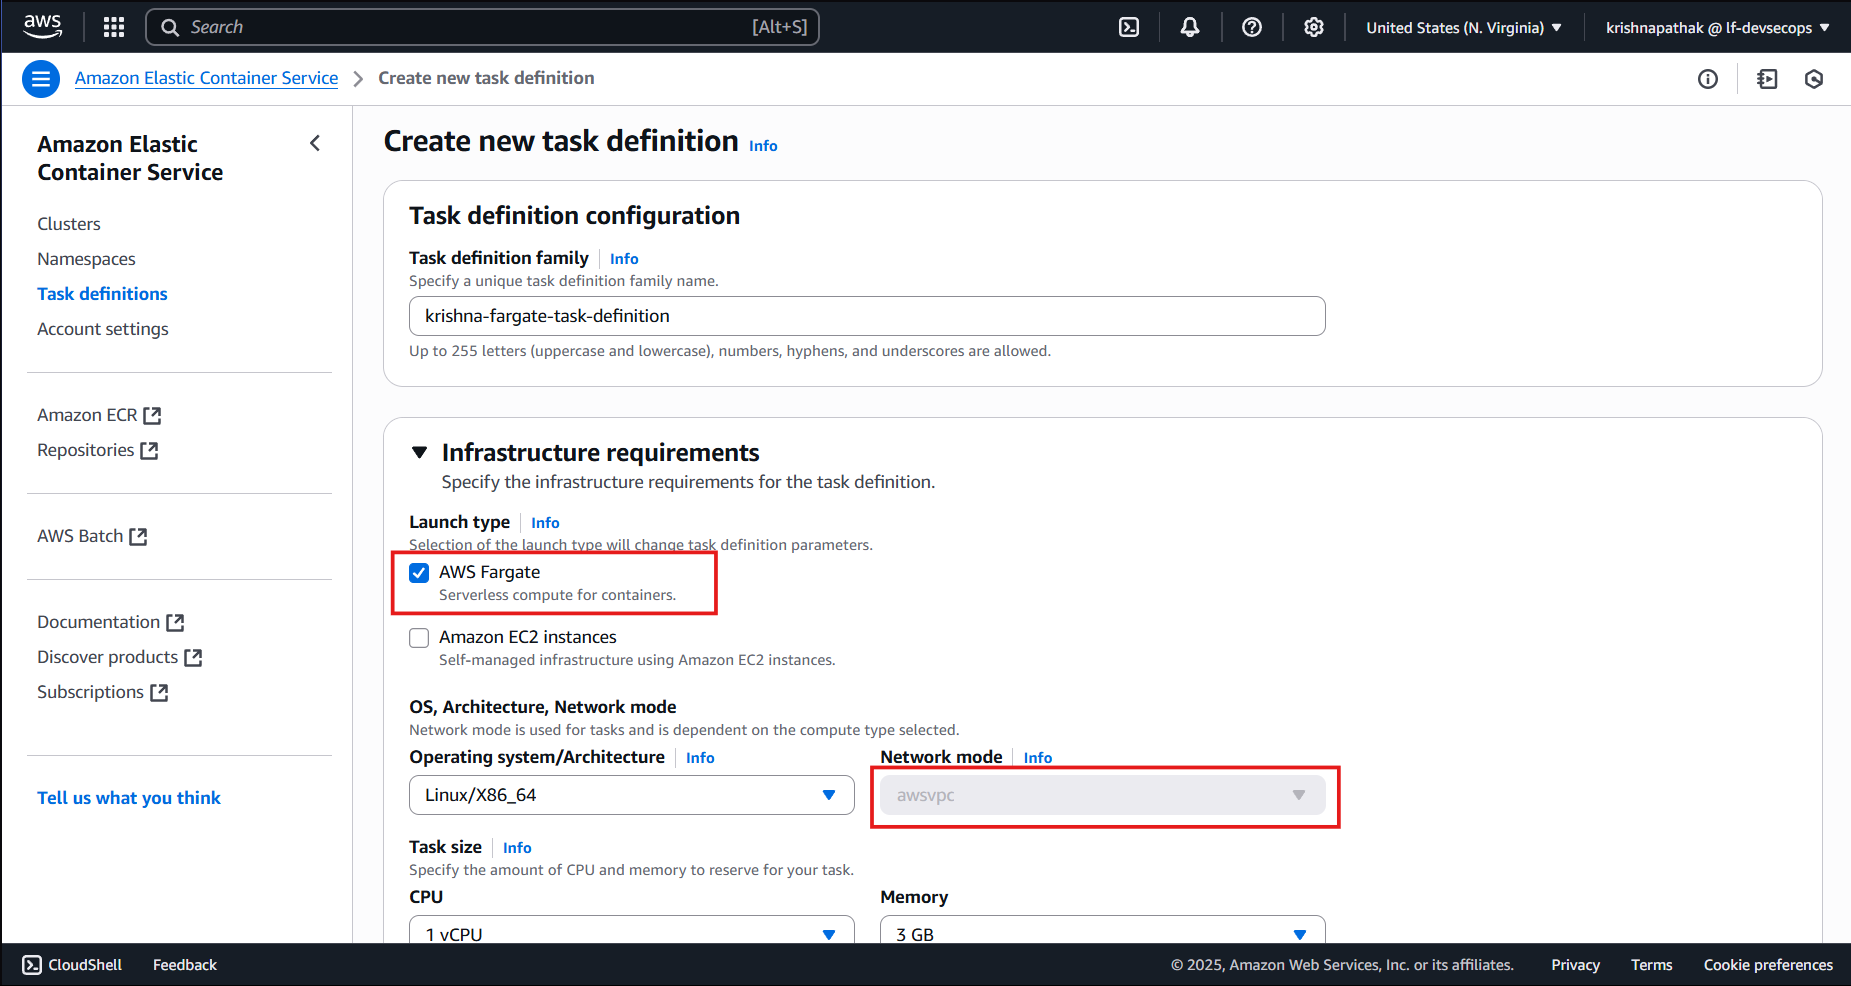 aws
Search [Alt+S]
United States (N. Virginia)
krishnapathak @ lf-devsecops
Amazon Elastic Container Service
Create new task definition
Amazon Elastic
Container Service
Clusters
Namespaces
Task definitions
Account settings
Amazon ECR
Repositories
AWS Batch
Documentation
Discover products
Subscriptions
Tell us what you think
Create new task definition Info
Task definition configuration
Task definition family Info
Specify a unique task definition family name.
krishna-fargate-task-definition
Up to 255 letters (uppercase and lowercase), numbers, hyphens, and underscores are allowed.
Infrastructure requirements
Specify the infrastructure requirements for the task definition.
Launch type Info
Selection of the launch type will change task definition parameters.
AWS Fargate
Serverless compute for containers.
Amazon EC2 instances
Self-managed infrastructure using Amazon EC2 instances.
OS, Architecture, Network mode
Network mode is used for tasks and is dependent on the compute type selected.
Operating system/Architecture Info
Linux/X86_64
Network mode Info
awsvpc
Task size Info
Specify the amount of CPU and memory to reserve for your task.
CPU
1 vCPU
Memory
3 GB
CloudShell
Feedback
© 2025, Amazon Web Services, Inc. or its affiliates.
Privacy
Terms
Cookie preferences